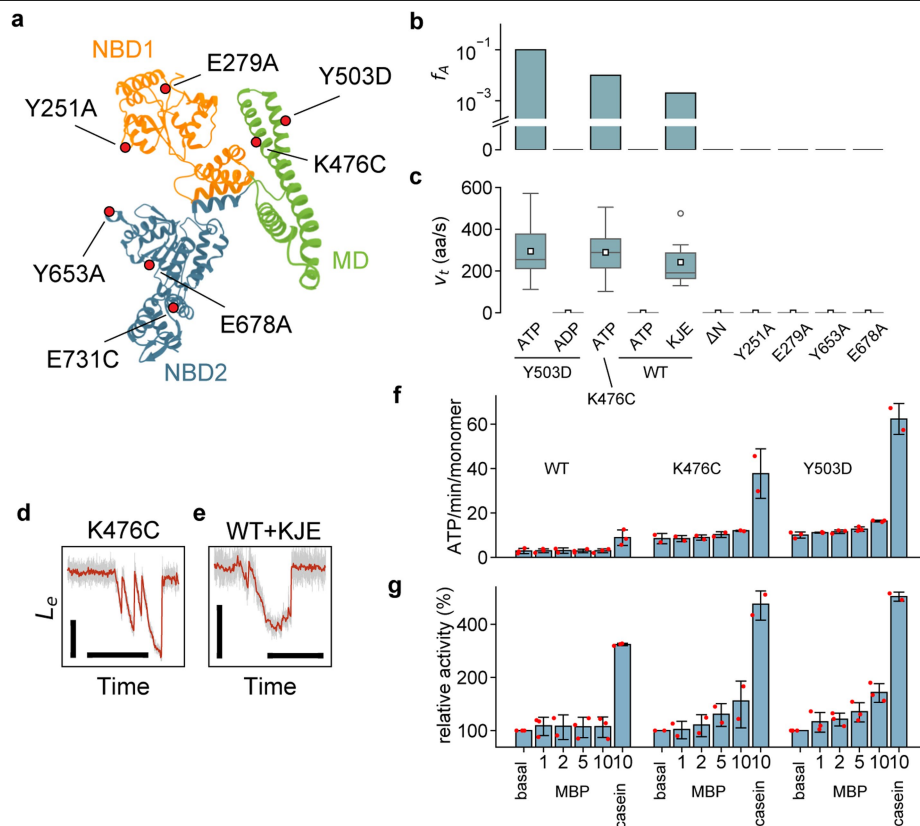 a
NBD1
E279A
Y503D
Y251A
K476C
Y653A
MD
E678A
E731C
NBD2
b
f_A
10⁻¹
10⁻³
0
c
v_t (aa/s)
600
400
200
0
ATP
ADP
ATP
ATP
KJE
ΔN
Y251A
E279A
Y653A
E678A
Y503D
WT
K476C
d
K476C
L_e
Time
e
WT+KJE
Time
f
ATP/min/monomer
60
40
20
0
WT
K476C
Y503D
g
relative activity (%)
400
200
100
basal 1 2 5 10 10 basal 1 2 5 10 10 basal 1 2 5 10 10
MBP casein MBP casein MBP casein